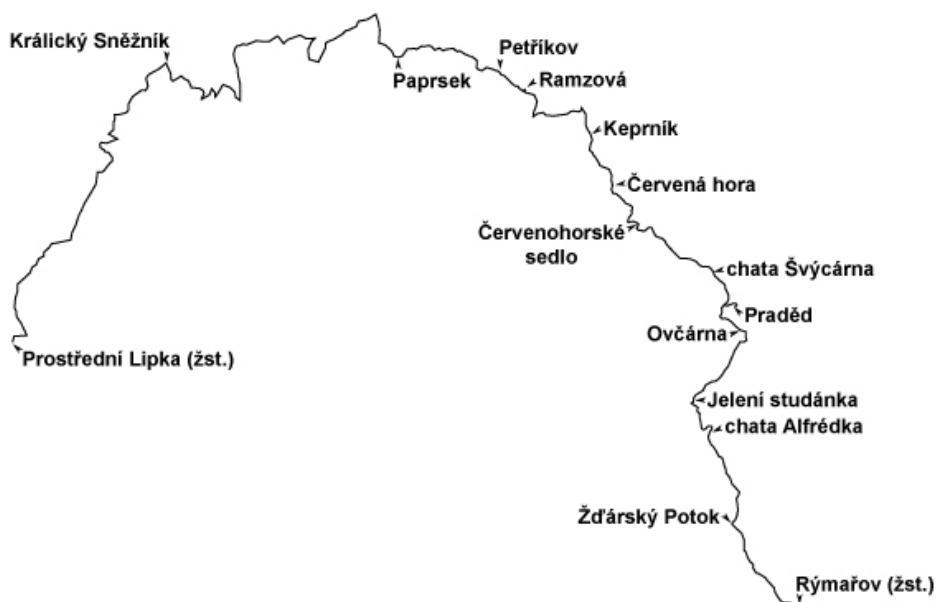 Králický Sněžník
Petříkov
Paprsek
Ramzová
Keprník
Červená hora
Červenohorské
sedlo
chata Švýcárna
Praděd
Ovčárna
Prostřední Lipka (žst.)
Jelení studánka
chata Alfrédka
Žďárský Potok
Rýmařov (žst.)